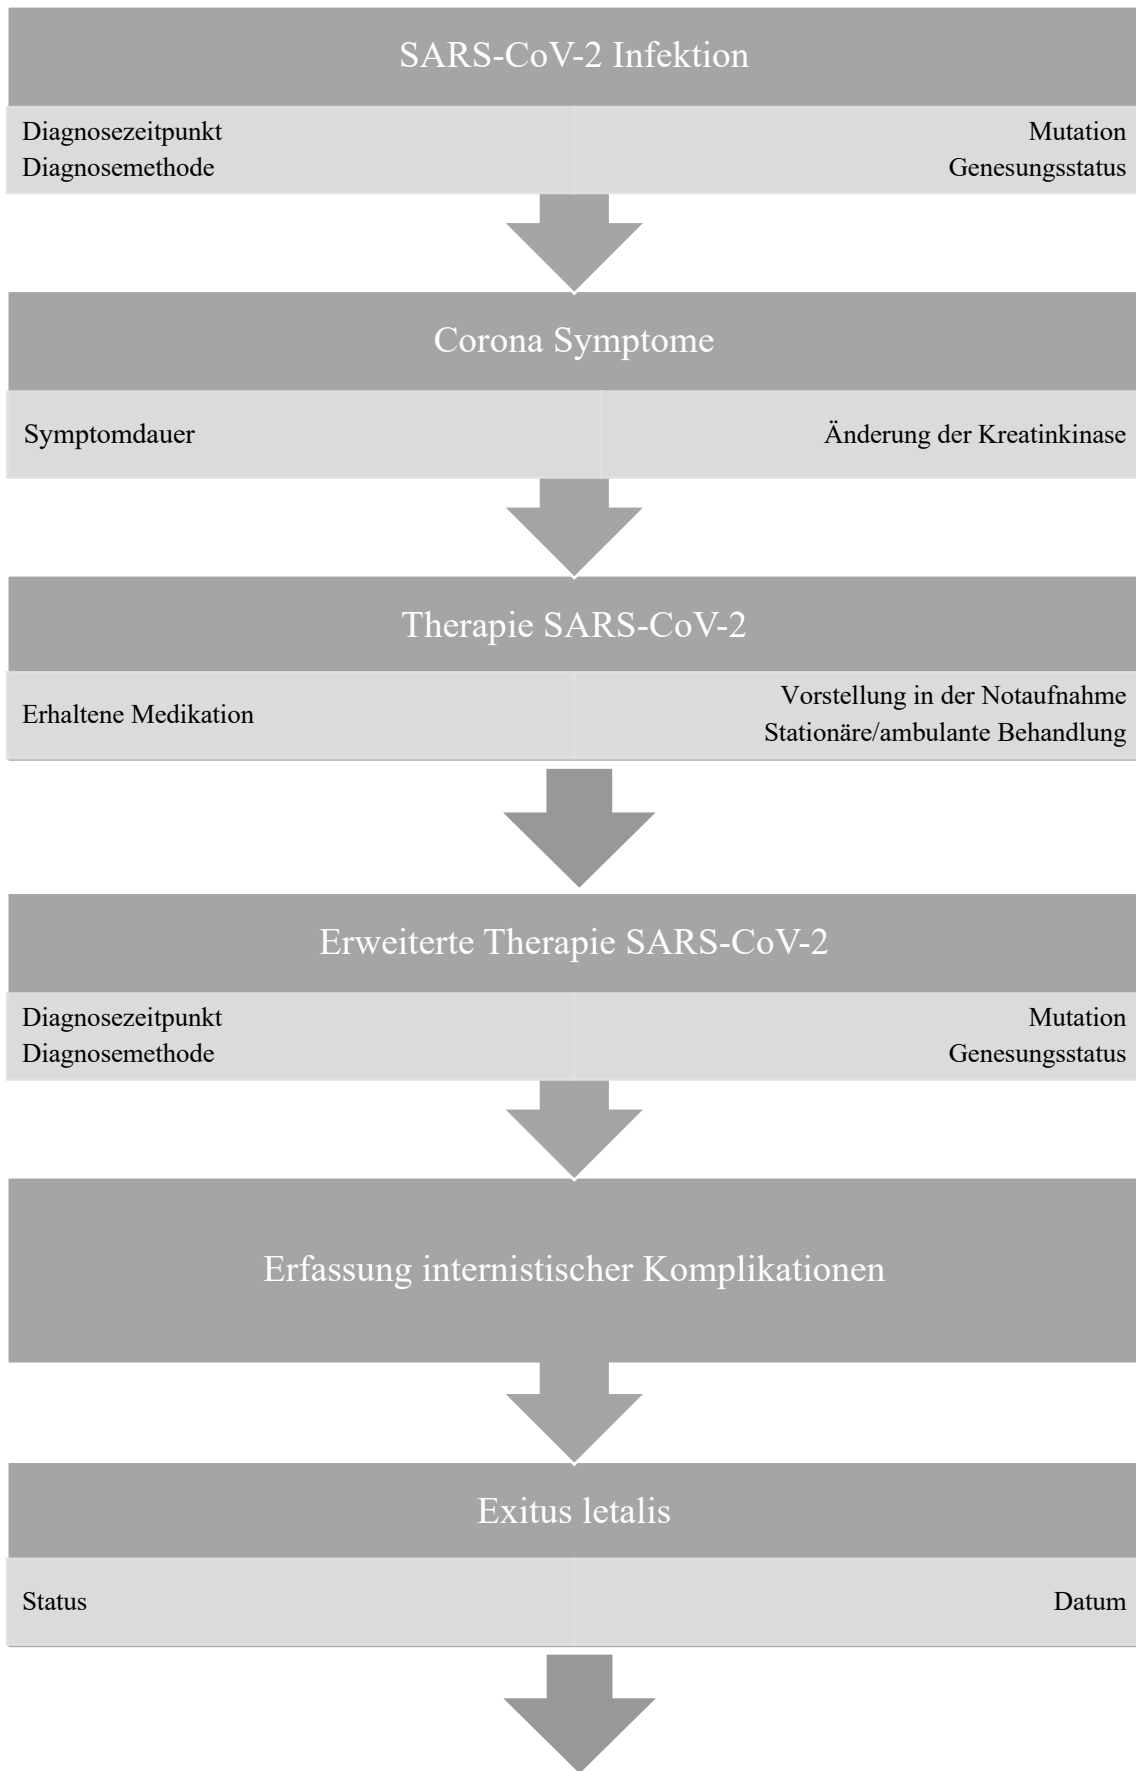 SARS-CoV-2 Infektion
Diagnosezeitpunkt
Diagnosemethode
Mutation
Genesungsstatus
Corona Symptome
Symptomdauer
Änderung der Kreatinkinase
Therapie SARS-CoV-2
Erhaltene Medikation
Vorstellung in der Notaufnahme
Stationäre/ambulante Behandlung
Erweiterte Therapie SARS-CoV-2
Diagnosezeitpunkt
Diagnosemethode
Mutation
Genesungsstatus
Erfassung internistischer Komplikationen
Exitus letalis
Status
Datum